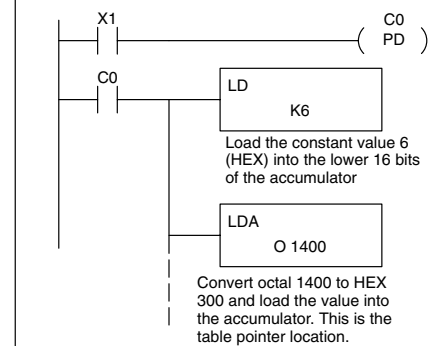 X1
C0
PD
C0
LD
K6
Load the constant value 6
(HEX) into the lower 16 bits
of the accumulator
LDA
O 1400
Convert octal 1400 to HEX
300 and load the value into
the accumulator. This is the
table pointer location.